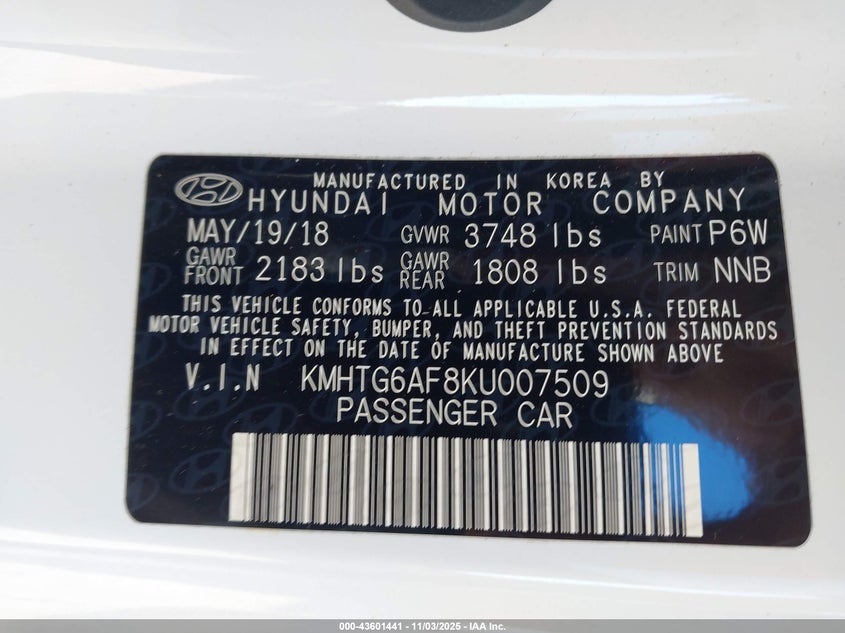 MANUFACTURED IN KOREA BY
HYUNDAI MOTOR COMPANY
MAY/19/18 GVWR 3748 lbs PAINT P6W
GAWR FRONT 2183 lbs GAWR REAR 1808 lbs TRIM NNB
THIS VEHICLE CONFORMS TO ALL APPLICABLE U.S.A. FEDERAL
MOTOR VEHICLE SAFETY, BUMPER, AND THEFT PREVENTION STANDARDS
IN EFFECT ON THE DATE OF MANUFACTURE SHOWN ABOVE
V.I.N KMHTG6AF8KU007509
PASSENGER CAR
000-43601441 - 11/03/2025 - IAA Inc.